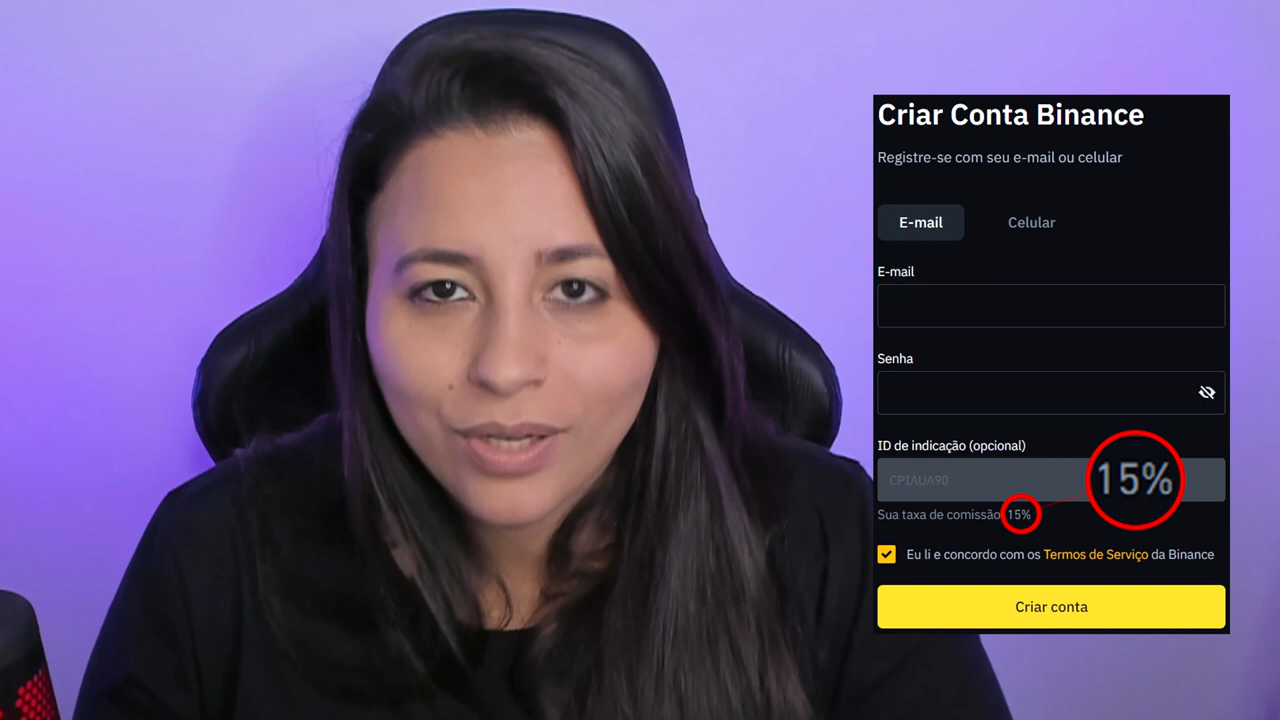 Criar Conta Binance
Registre-se com seu e-mail ou celular
E-mail
Celular
E-mail
Senha
ID de indicação (opcional)
CPIAUA90
15%
Sua taxa de comissão 15%
Eu li e concordo com os Termos de Serviço da Binance
Criar conta